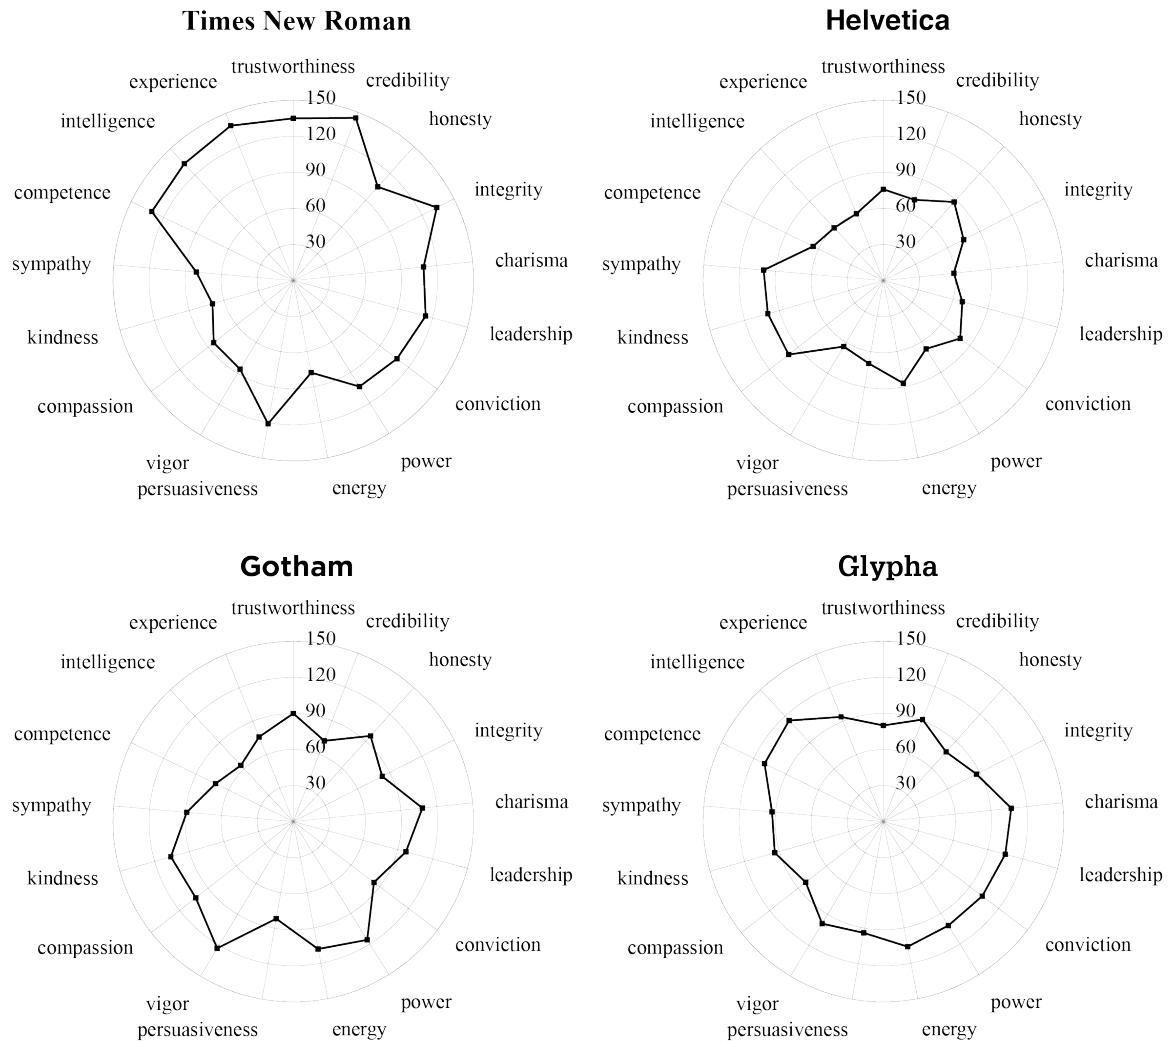 Times New Roman
trustworthiness
credibility
honesty
integrity
charisma
leadership
conviction
power
energy
persuasiveness
vigor
compassion
kindness
sympathy
competence
intelligence
experience
150
120
90
60
30
Helvetica
trustworthiness
credibility
honesty
integrity
charisma
leadership
conviction
power
energy
persuasiveness
vigor
compassion
kindness
sympathy
competence
intelligence
experience
150
120
90
60
30
Gotham
trustworthiness
credibility
honesty
integrity
charisma
leadership
conviction
power
energy
persuasiveness
vigor
compassion
kindness
sympathy
competence
intelligence
experience
150
120
90
60
30
Glypha
trustworthiness
credibility
honesty
integrity
charisma
leadership
conviction
power
energy
persuasiveness
vigor
compassion
kindness
sympathy
competence
intelligence
experience
150
120
90
60
30